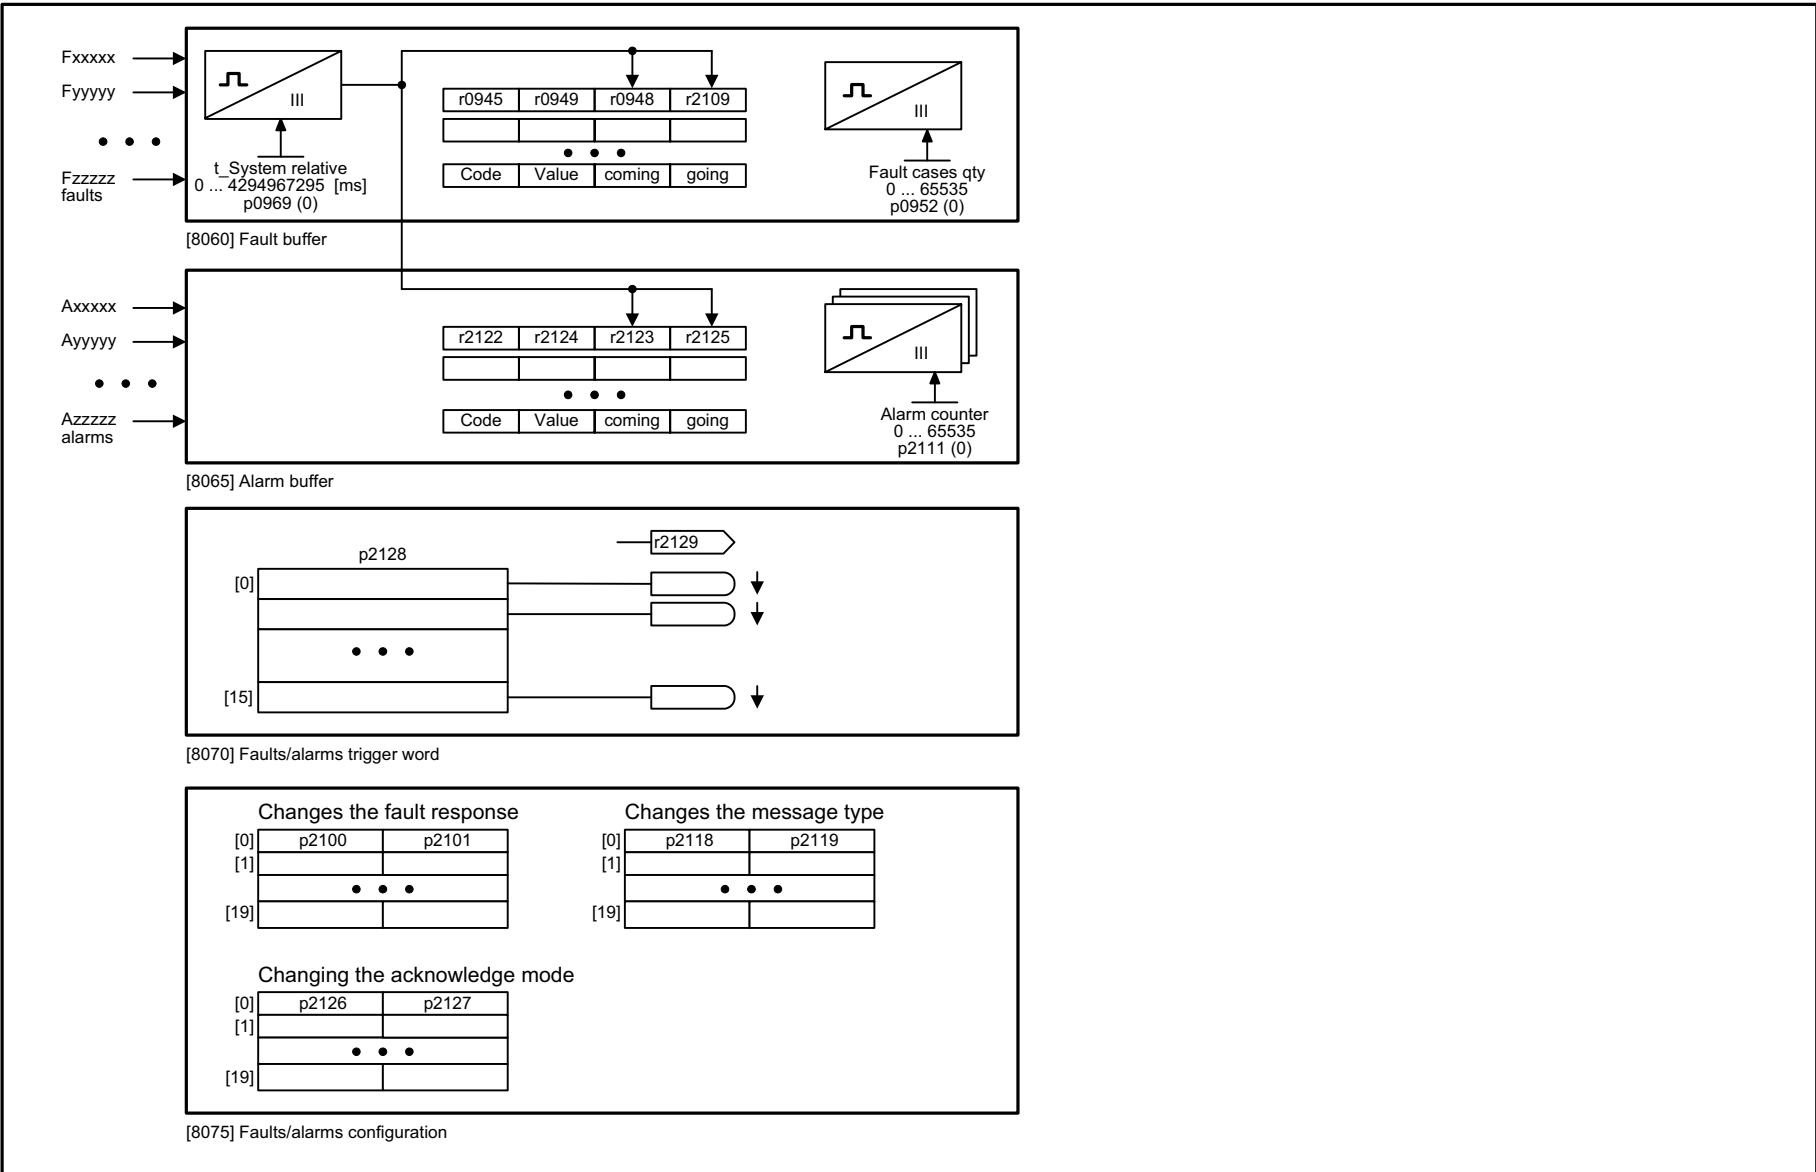 Fxxxxx
Fyyyyy
Fzzzzz
faults
III
t_System relative
0 ... 4294967295 [ms]
p0969 (0)
r0945 r0949 r0948 r2109
Code Value coming going
III
Fault cases qty
0 ... 65535
p0952 (0)
[8060] Fault buffer
Axxxxx
Ayyyyy
Azzzzz
alarms
r2122 r2124 r2123 r2125
Code Value coming going
III
Alarm counter
0 ... 65535
p2111 (0)
[8065] Alarm buffer
p2128
r2129
[0]
[15]
[8070] Faults/alarms trigger word
Changes the fault response
[0] p2100 p2101
[1]
[19]
Changes the message type
[0] p2118 p2119
[1]
[19]
Changing the acknowledge mode
[0] p2126 p2127
[1]
[19]
[8075] Faults/alarms configuration